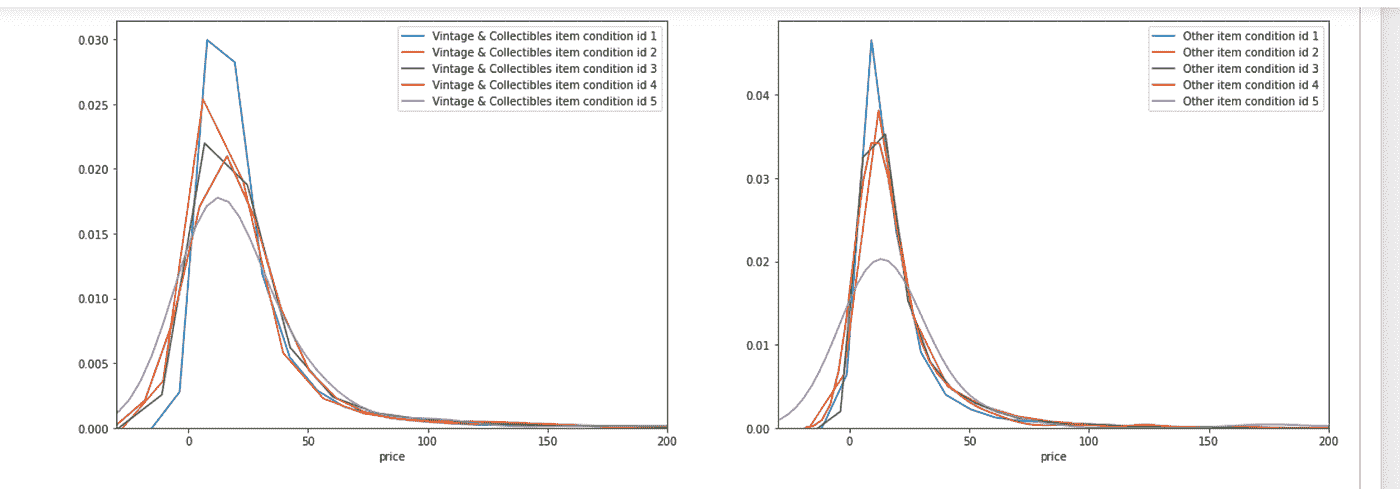 0.030
0.025
0.020
0.015
0.010
0.005
0.000
0
50
100
150
200
price
Vintage & Collectibles item condition id 1
Vintage & Collectibles item condition id 2
Vintage & Collectibles item condition id 3
Vintage & Collectibles item condition id 4
Vintage & Collectibles item condition id 5
0.04
0.03
0.02
0.01
0.00
0
50
100
150
200
price
Other item condition id 1
Other item condition id 2
Other item condition id 3
Other item condition id 4
Other item condition id 5